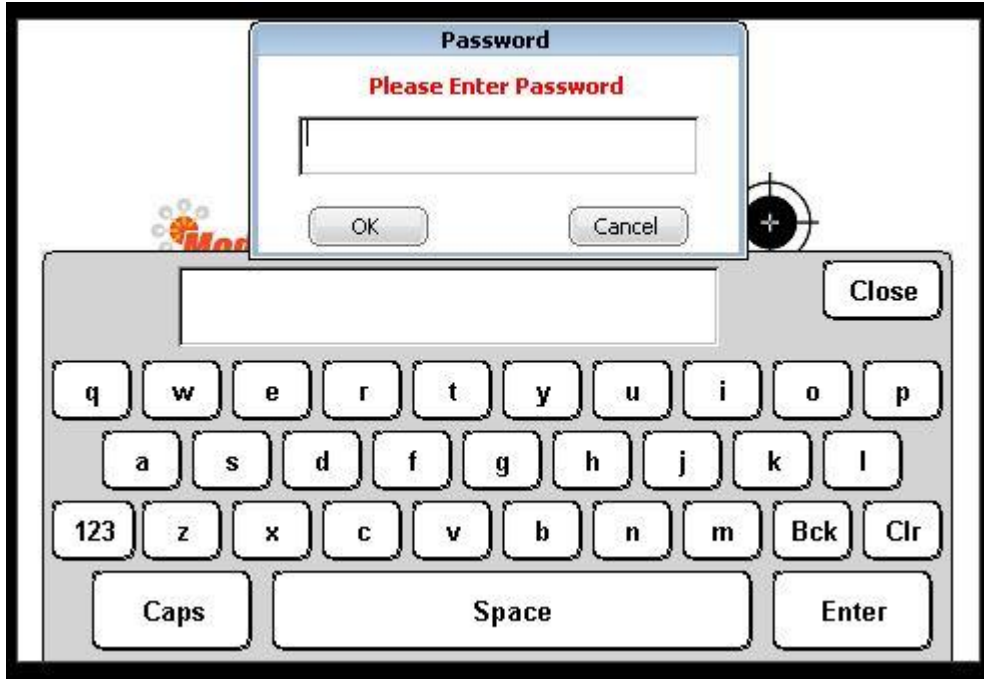 Password
Please Enter Password
OK Cancel
Close
q w e r t y u i o p
a s d f g h j k l
123 z x c v b n m Bck Clr
Caps Space Enter